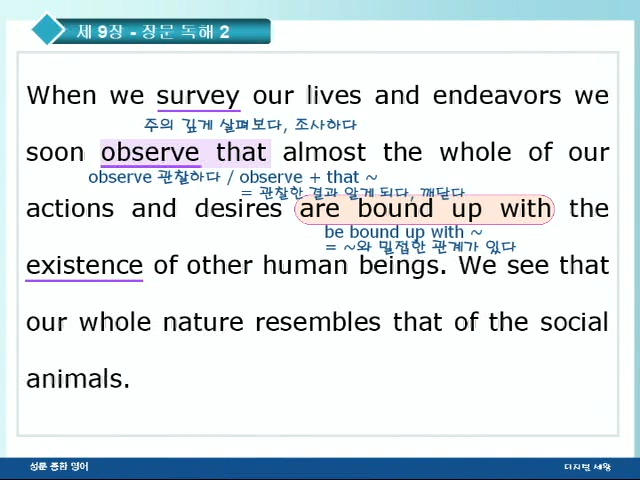 제 9장 - 장문 독해 2
When we survey our lives and endeavors we
주의 깊게 살펴보다, 조사하다
soon observe that almost the whole of our
observe 관찰하다 / observe + that ~
= 관찰한 결과 알게 되다, 깨닫다
actions and desires are bound up with the
be bound up with ~
= ~와 밀접한 관계가 있다
existence of other human beings. We see that
our whole nature resembles that of the social
animals.
성문 종합 영어
디지털 세왕